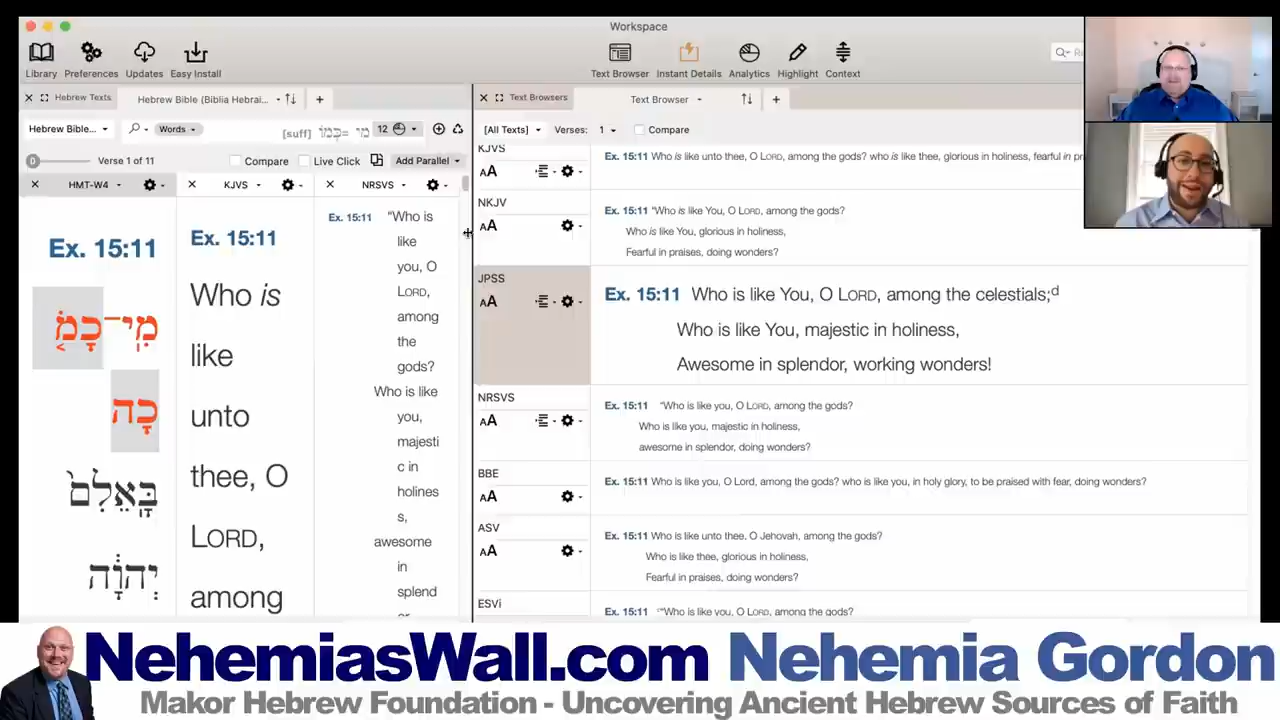 Workspace
Library
Preferences
Updates
Easy Install
Text Browser
Instant Details
Analytics
Highlight
Context
Hebrew Texts
Hebrew Bible (Biblia Hebrai...
Text Browsers
Text Browser
Hebrew Bible...
Words
[suff] כְּמוֹ= מִי
12
[All Texts]
Verses: 1
Compare
Verse 1 of 11
Compare
Live Click
Add Parallel
HMT-W4
KJVS
NRSVS
Ex. 15:11
מִֽי־כָמֹ֤
כָה
בָּֽאֵלִם֙
יְהוָ֔ה
Ex. 15:11
Who is
like
unto
thee, O
LORD,
among
Ex. 15:11 “Who is
like
you, O
LORD,
among
the
gods?
Who is like
you,
majesti
c in
holines
s,
awesome
in
splend
or
KJVS
Ex. 15:11 Who is like unto thee, O LORD, among the gods? who is like thee, glorious in holiness, fearful in pr
NKJV
Ex. 15:11 “Who is like You, O LORD, among the gods?
Who is like You, glorious in holiness,
Fearful in praises, doing wonders?
JPSS
Ex. 15:11 Who is like You, O LORD, among the celestials;d
Who is like You, majestic in holiness,
Awesome in splendor, working wonders!
NRSVS
Ex. 15:11 “Who is like you, O LORD, among the gods?
Who is like you, majestic in holiness,
awesome in splendor, doing wonders?
BBE
Ex. 15:11 Who is like you, O Lord, among the gods? who is like you, in holy glory, to be praised with fear, doing wonders?
ASV
Ex. 15:11 Who is like unto thee, O Jehovah, among the gods?
Who is like thee, glorious in holiness,
Fearful in praises, doing wonders?
ESVi
Ex. 15:11 “Who is like you, O LORD, among the gods?
NehemiasWall.com Nehemia Gordon
Makor Hebrew Foundation - Uncovering Ancient Hebrew Sources of Faith